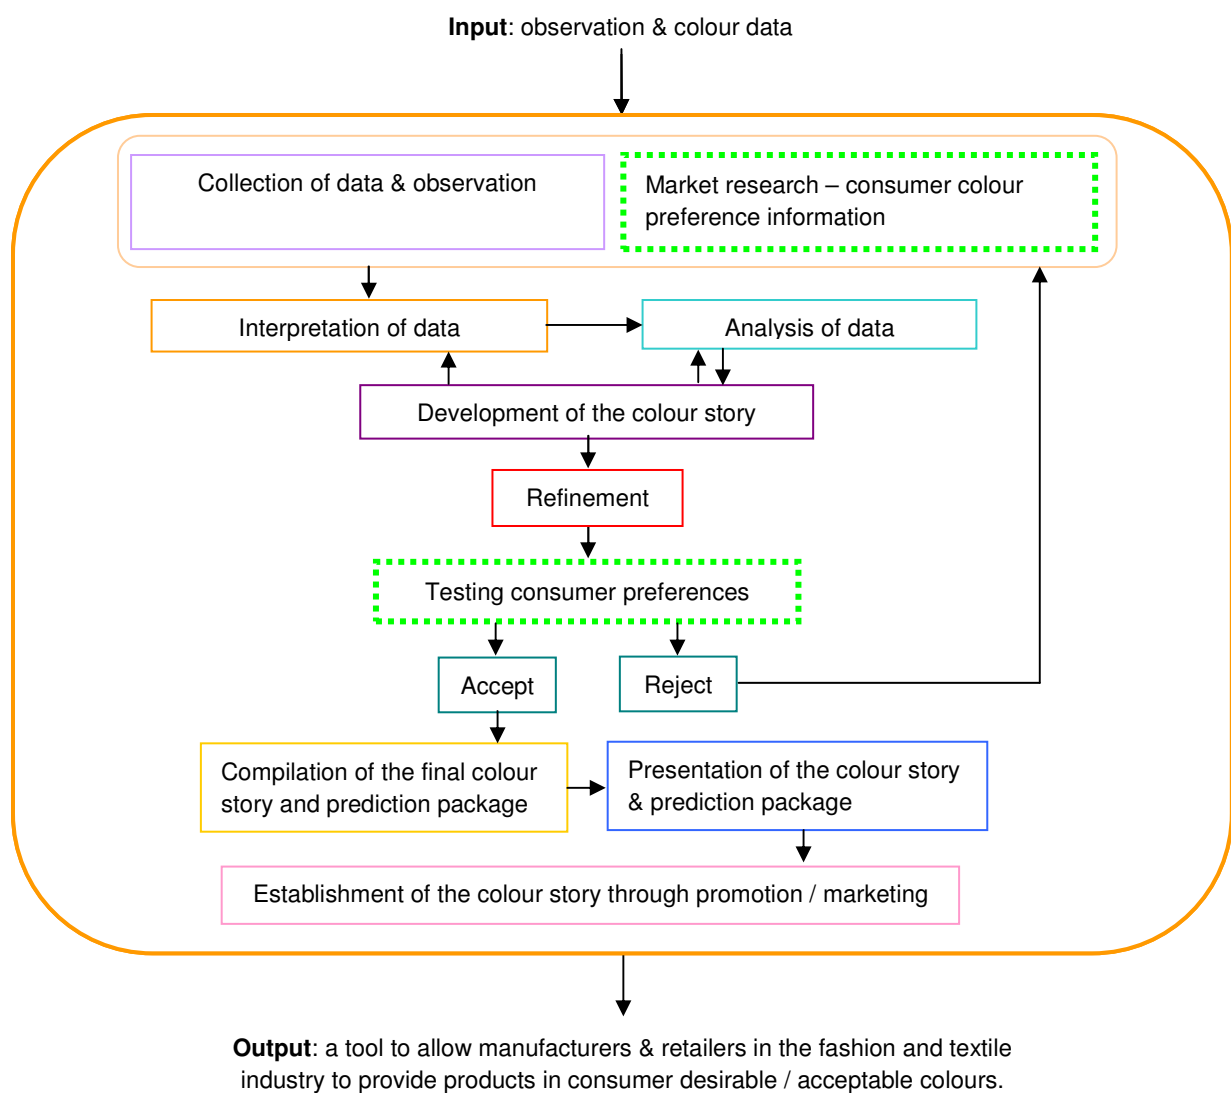 Input: observation & colour data
Collection of data & observation
Market research – consumer colour
preference information
Interpretation of data
Analysis of data
Development of the colour story
Refinement
Testing consumer preferences
Accept
Reject
Compilation of the final colour
story and prediction package
Presentation of the colour story
& prediction package
Establishment of the colour story through promotion / marketing
Output: a tool to allow manufacturers & retailers in the fashion and textile
industry to provide products in consumer desirable / acceptable colours.